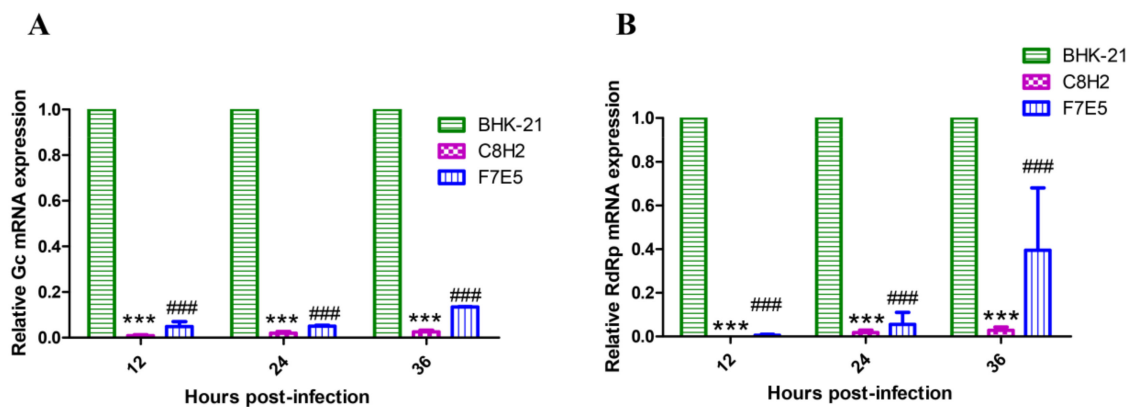 A
Relative Gc mRNA expression
1.0
0.8
0.6
0.4
0.2
0.0
BHK-21
C8H2
F7E5
*** ###
*** ###
*** ###
12
24
36
Hours post-infection
B
Relative RdRp mRNA expression
1.0
0.8
0.6
0.4
0.2
0.0
BHK-21
C8H2
F7E5
*** ###
*** ###
*** ###
12
24
36
Hours post-infection